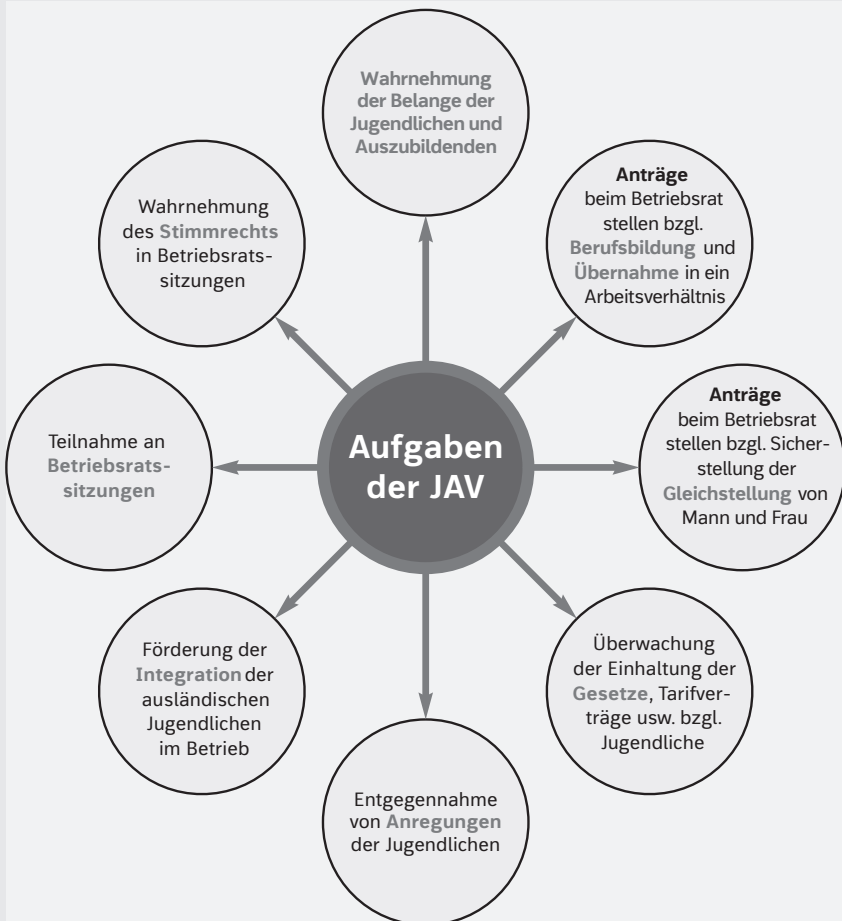 Wahrnehmung
der Belange der
Jugendlichen und
Auszubildenden
Anträge
beim Betriebsrat
stellen bzgl.
Berufsbildung und
Übernahme in ein
Arbeitsverhältnis
Anträge
beim Betriebsrat
stellen bzgl. Sicher-
stellung der
Gleichstellung von
Mann und Frau
Überwachung
der Einhaltung der
Gesetze, Tarifver-
träge usw. bzgl.
Jugendliche
Entgegennahme
von Anregungen
der Jugendlichen
Förderung der
Integration der
ausländischen
Jugendlichen
im Betrieb
Teilnahme an
Betriebsrats-
sitzungen
Wahrnehmung
des Stimmrechts
in Betriebsrats-
sitzungen
Aufgaben
der JAV